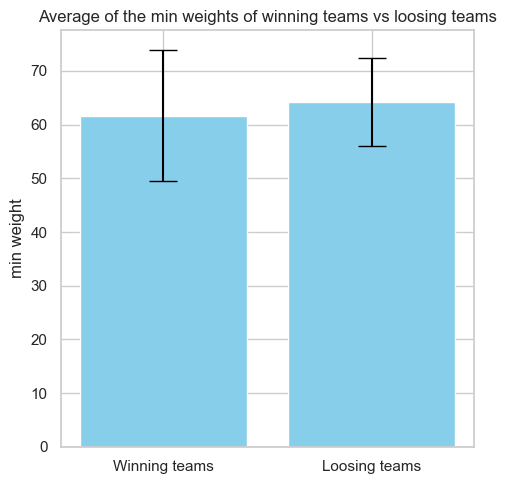 Average of the min weights of winning teams vs loosing teams
min weight
70
60
50
40
30
20
10
0
Winning teams
Loosing teams